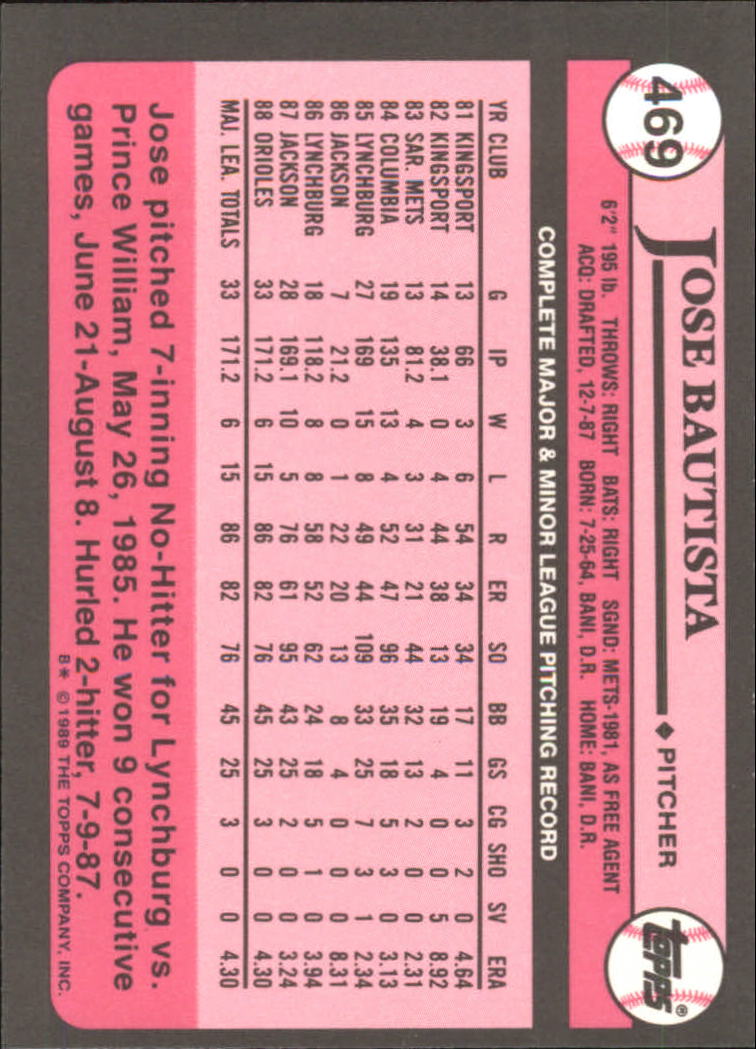 469
JOSE BAUTISTA ♦ PITCHER
topps®
6'2" 195 lb. THROWS: RIGHT BATS: RIGHT SGND: METS-1981, AS FREE AGENT
ACQ: DRAFTED, 12-7-87 BORN: 7-25-64, BANI, D.R. HOME: BANI, D.R.
COMPLETE MAJOR & MINOR LEAGUE PITCHING RECORD
YR CLUB G IP W L R ER SO BB GS CG SHO SV ERA
81 KINGSPORT 13 66 3 6 54 34 34 17 11 3 2 0 4.64
82 KINGSPORT 14 38.1 0 4 44 38 13 19 4 0 0 5 8.92
83 SAR. METS 13 81.2 4 3 31 21 44 32 13 2 0 0 2.31
84 COLUMBIA 19 135 13 4 52 47 96 35 18 5 3 0 3.13
85 LYNCHBURG 27 169 15 8 49 44 109 33 25 7 3 1 2.34
86 JACKSON 7 21.2 0 1 22 20 13 8 4 0 0 0 8.31
86 LYNCHBURG 18 118.2 8 8 58 52 62 24 18 5 1 0 3.94
87 JACKSON 28 169.1 10 5 76 61 95 43 25 2 0 0 3.24
88 ORIOLES 33 171.2 6 15 86 82 76 45 25 3 0 0 4.30
MAJ. LEA. TOTALS 33 171.2 6 15 86 82 76 45 25 3 0 0 4.30
Jose pitched 7-inning No-Hitter for Lynchburg vs.
Prince William, May 26, 1985. He won 9 consecutive
games, June 21-August 8. Hurled 2-hitter, 7-9-87.
B* © 1989 THE TOPPS COMPANY, INC.